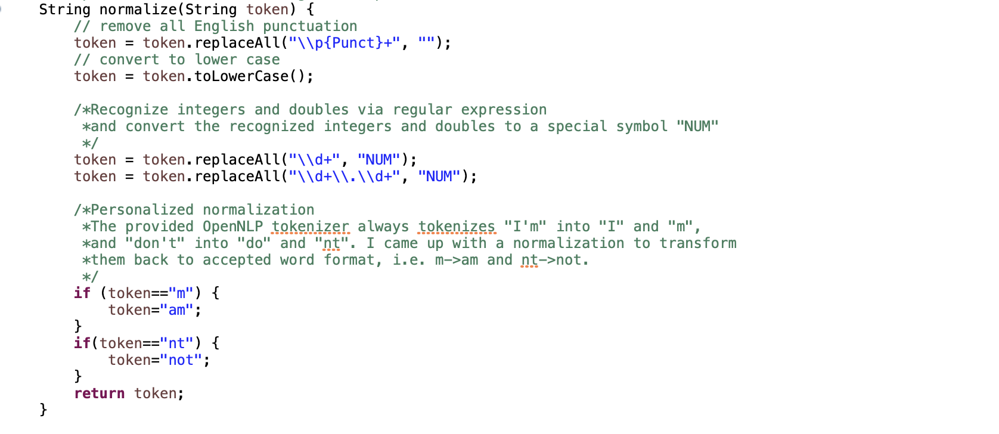 String normalize(String token) {
// remove all English punctuation
token = token.replaceAll("\\p{Punct}+", "");
// convert to lower case
token = token.toLowerCase();
/*Recognize integers and doubles via regular expression
*and convert the recognized integers and doubles to a special symbol "NUM"
*/
token = token.replaceAll("\\d+", "NUM");
token = token.replaceAll("\\d+\\.\\d+", "NUM");
/*Personalized normalization
*The provided OpenNLP tokenizer always tokenizes "I'm" into "I" and "m",
*and "don't" into "do" and "nt". I came up with a normalization to transform
*them back to accepted word format, i.e. m->am and nt->not.
*/
if (token=="m") {
token="am";
}
if(token=="nt") {
token="not";
}
return token;
}